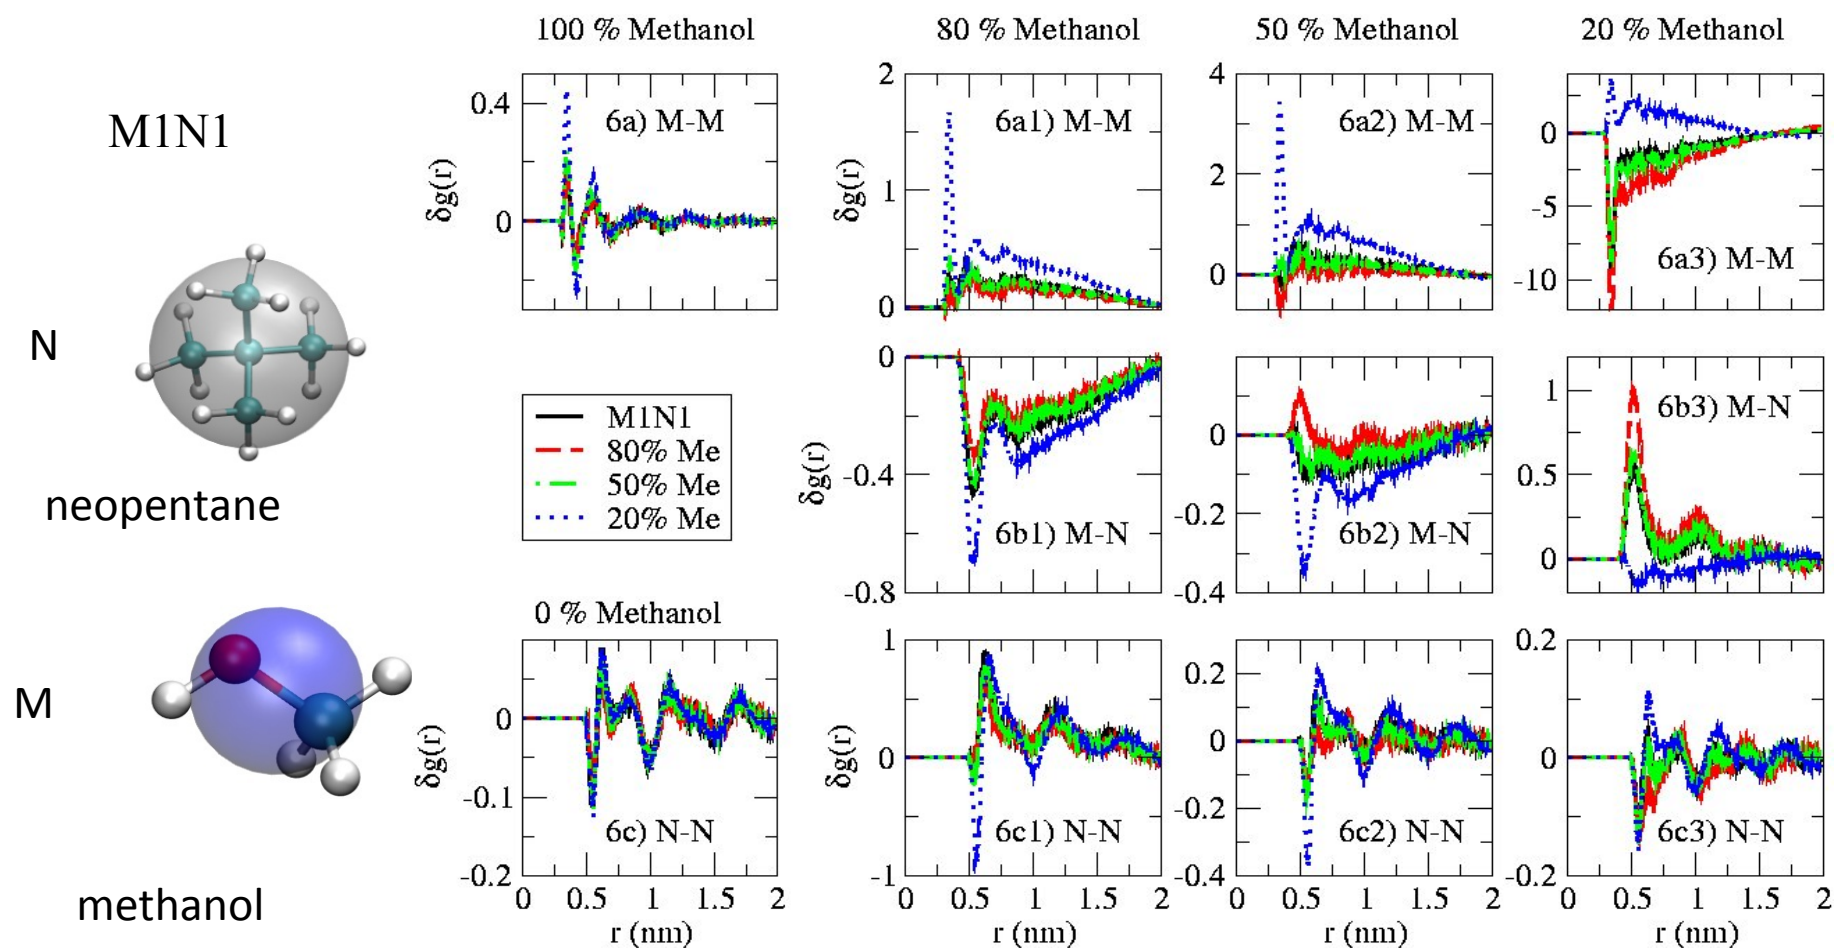 100 % Methanol
80 % Methanol
50 % Methanol
20 % Methanol
M1N1
N
neopentane
M
methanol
δg(r)
0.4
0
6a) M-M
δg(r)
2
1
0
6a1) M-M
4
2
0
6a2) M-M
0
-5
-10
6a3) M-M
M1N1
80% Me
50% Me
20% Me
δg(r)
0
-0.4
-0.8
6b1) M-N
0
-0.2
-0.4
6b2) M-N
1
0.5
0
6b3) M-N
0 % Methanol
δg(r)
0
-0.1
-0.2
6c) N-N
0 0.5 1 1.5 2
r (nm)
δg(r)
1
0
-1
6c1) N-N
0 0.5 1 1.5 2
r (nm)
0.2
0
-0.2
-0.4
6c2) N-N
0 0.5 1 1.5 2
r (nm)
0.2
0
-0.2
6c3) N-N
0 0.5 1 1.5 2
r (nm)